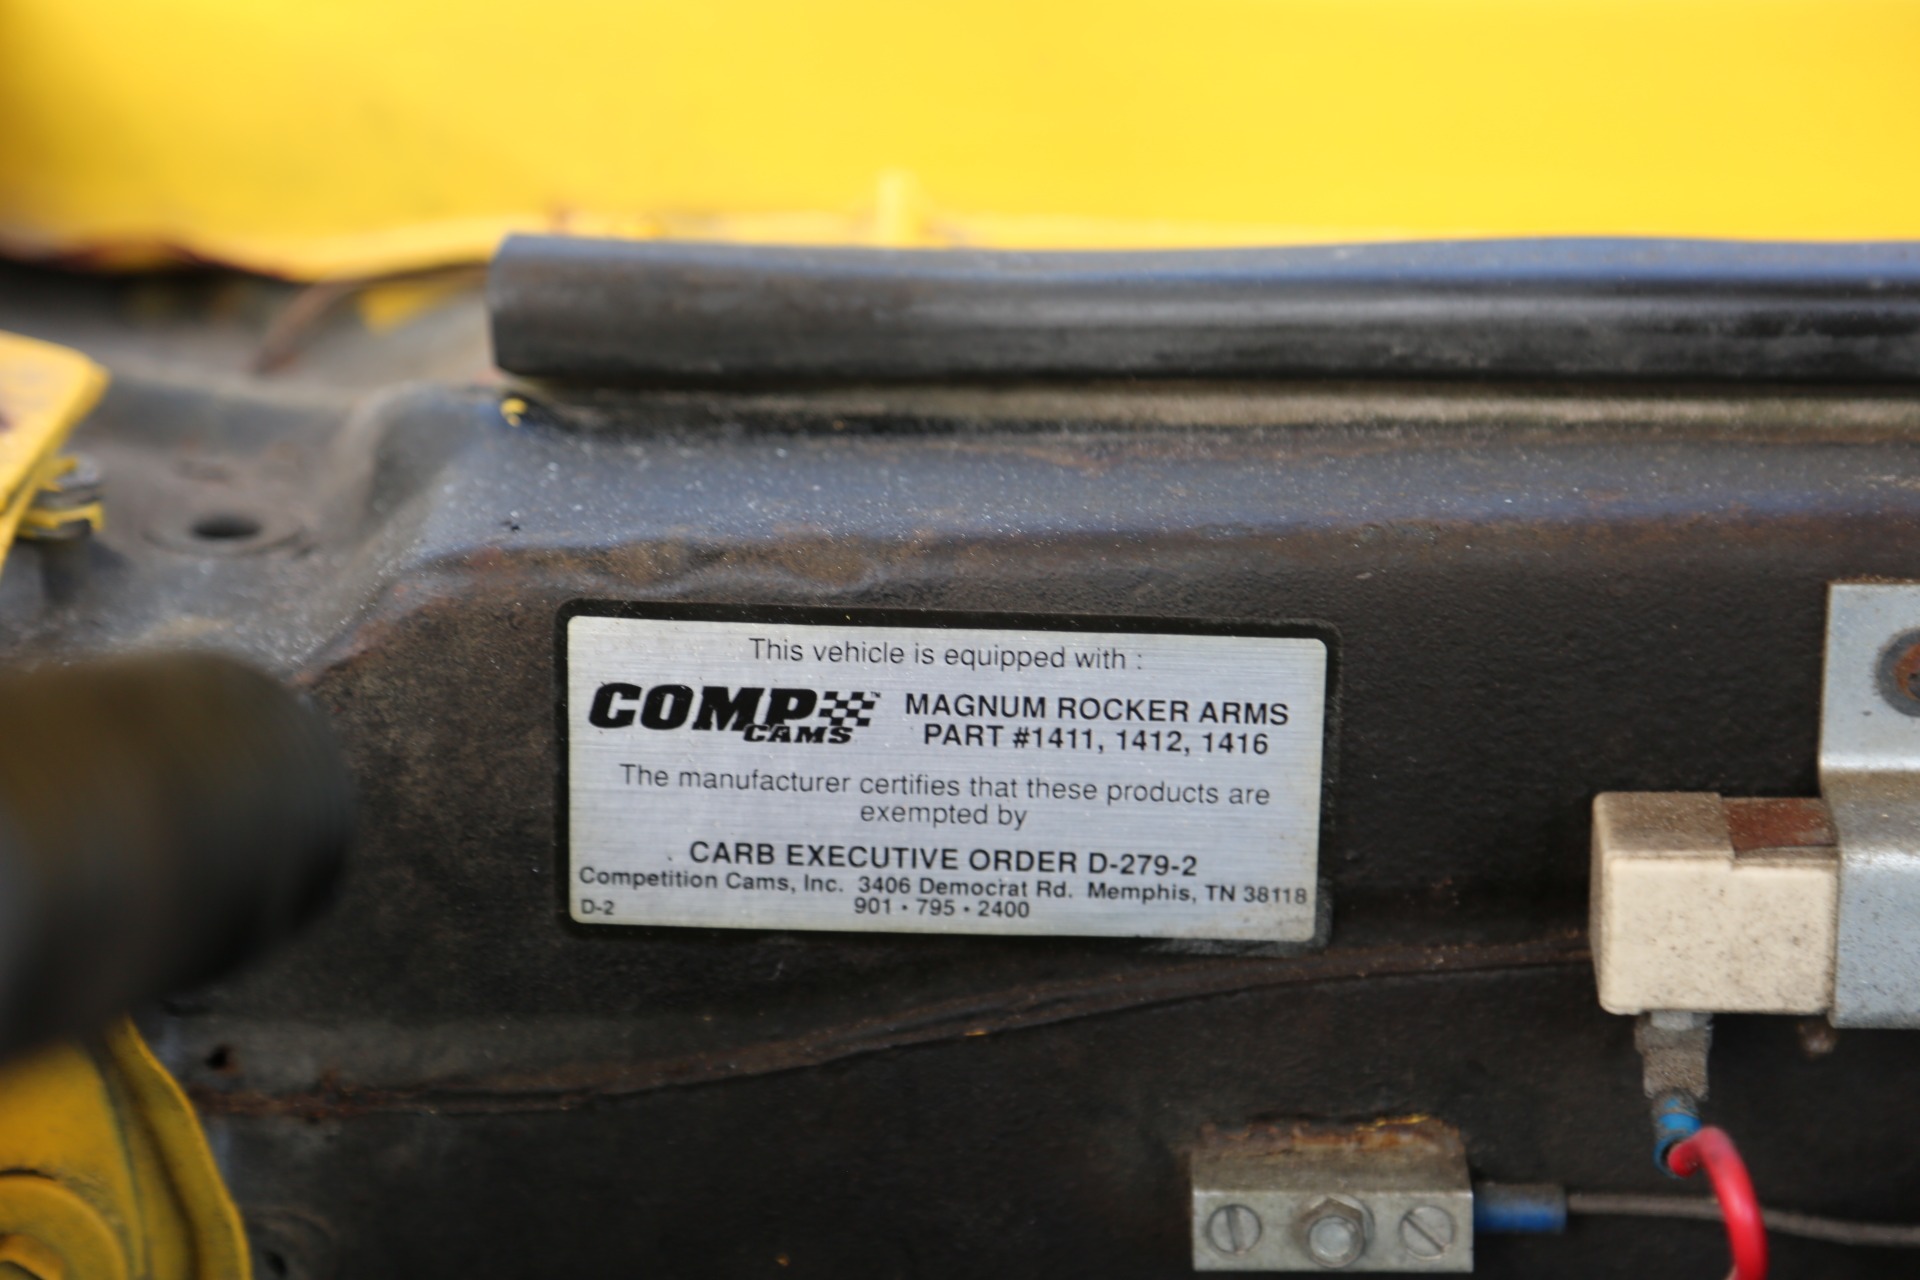 This vehicle is equipped with :
COMP CAMS™
MAGNUM ROCKER ARMS
PART #1411, 1412, 1416
The manufacturer certifies that these products are
exempted by
CARB EXECUTIVE ORDER D-279-2
Competition Cams, Inc. 3406 Democrat Rd. Memphis, TN 38118
D-2 901 • 795 • 2400